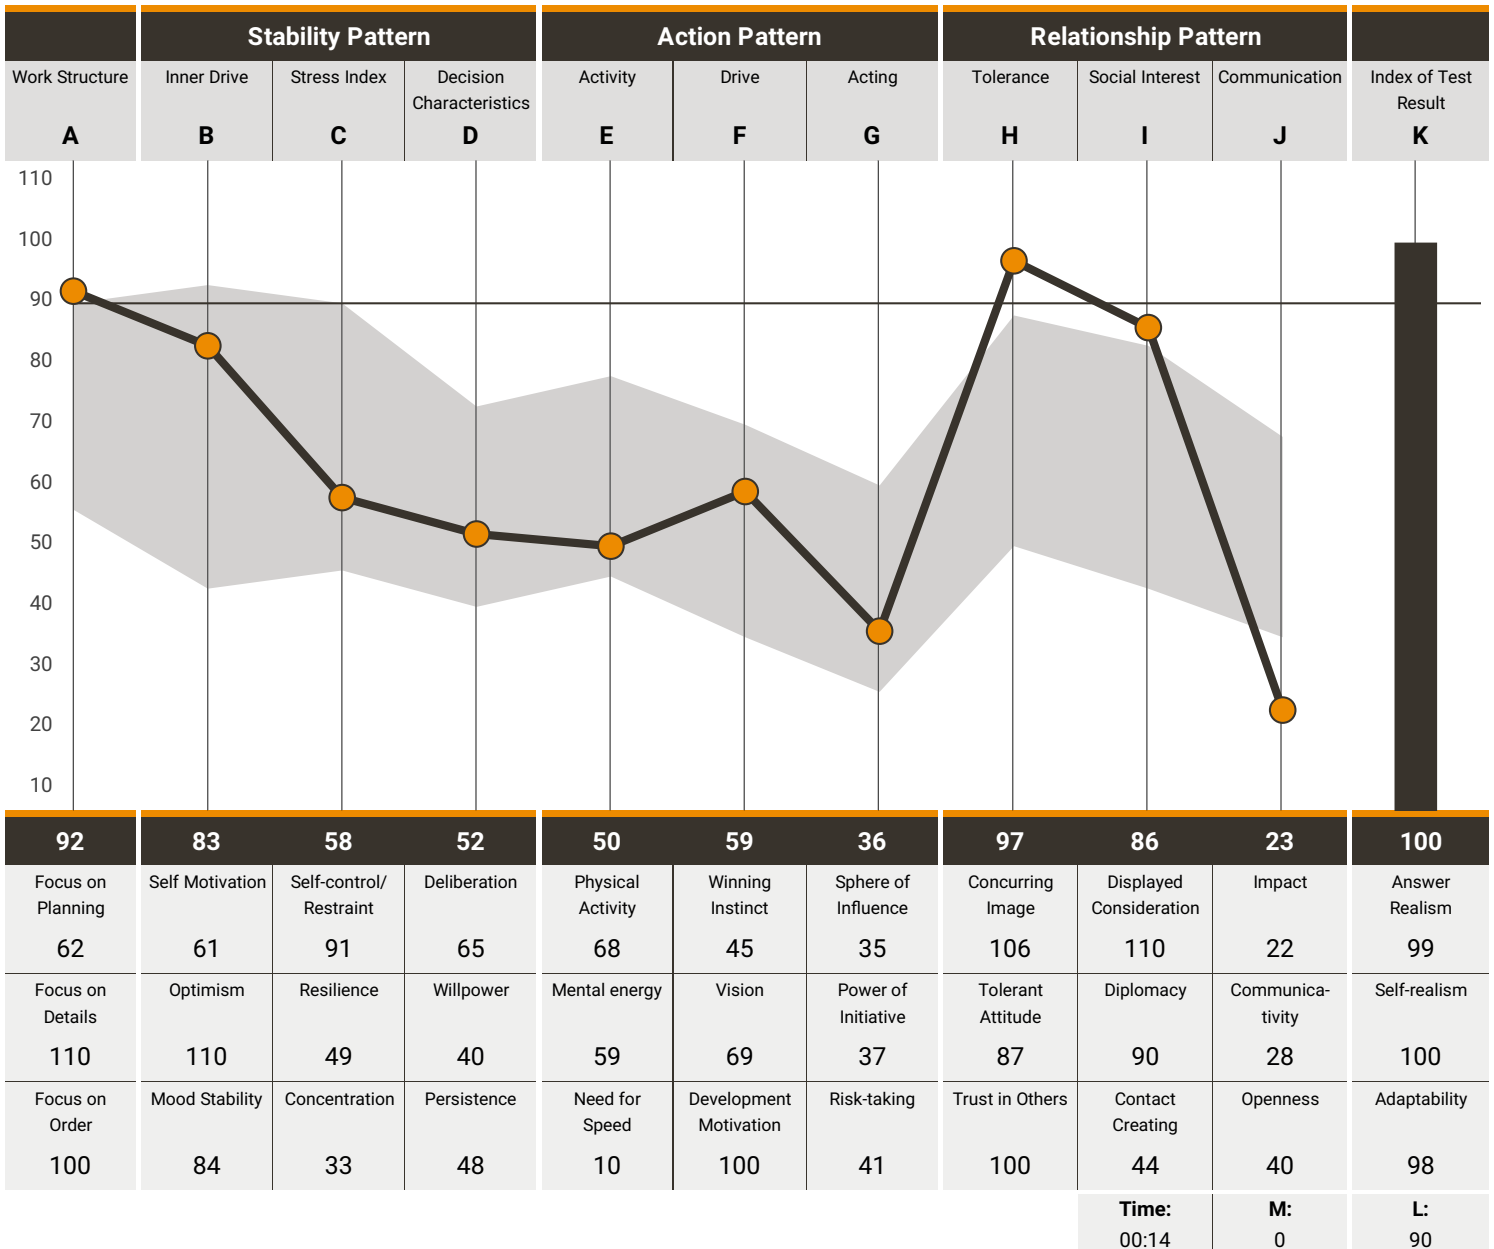 Stability Pattern Action Pattern Relationship Pattern
Work Structure Inner Drive Stress Index Decision Activity Drive Acting Tolerance Social Interest Communication Index of Test
Characteristics Result
A B C D E F G H I J K
110
100
90
80
70
60
50
40
30
20
10
92 83 58 52 50 59 36 97 86 23 100
Focus on Self Motivation Self-control/ Deliberation Physical Winning Sphere of Concurring Displayed Impact Answer
Planning Restraint Activity Instinct Influence Image Consideration Realism
62 61 91 65 68 45 35 106 110 22 99
Focus on Optimism Resilience Willpower Mental energy Vision Power of Tolerant Diplomacy Communica- Self-realism
Details Initiative Attitude tivity
110 110 49 40 59 69 37 87 90 28 100
Focus on Mood Stability Concentration Persistence Need for Development Risk-taking Trust in Others Contact Openness Adaptability
Order Speed Motivation Creating
100 84 33 48 10 100 41 100 44 40 98
Time: M: L:
00:14 0 90